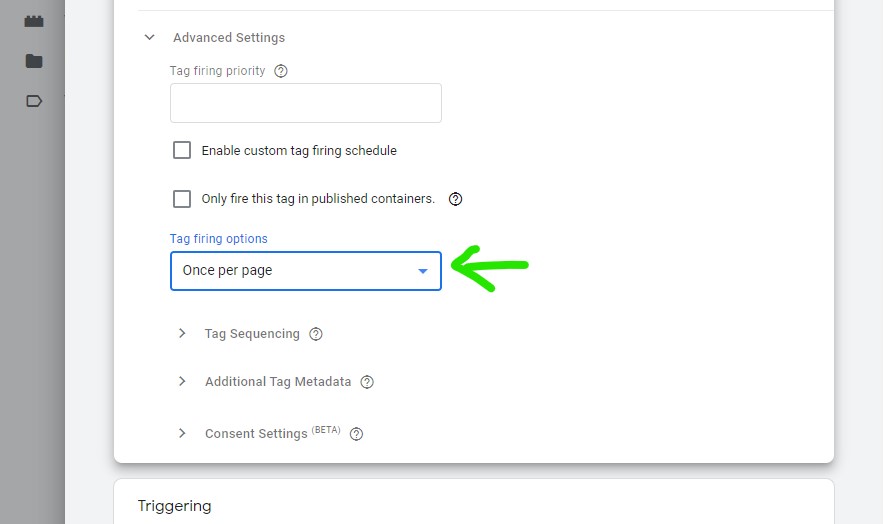 Advanced Settings
Tag firing priority
Enable custom tag firing schedule
Only fire this tag in published containers.
Tag firing options
Once per page
Tag Sequencing
Additional Tag Metadata
Consent Settings (BETA)
Triggering